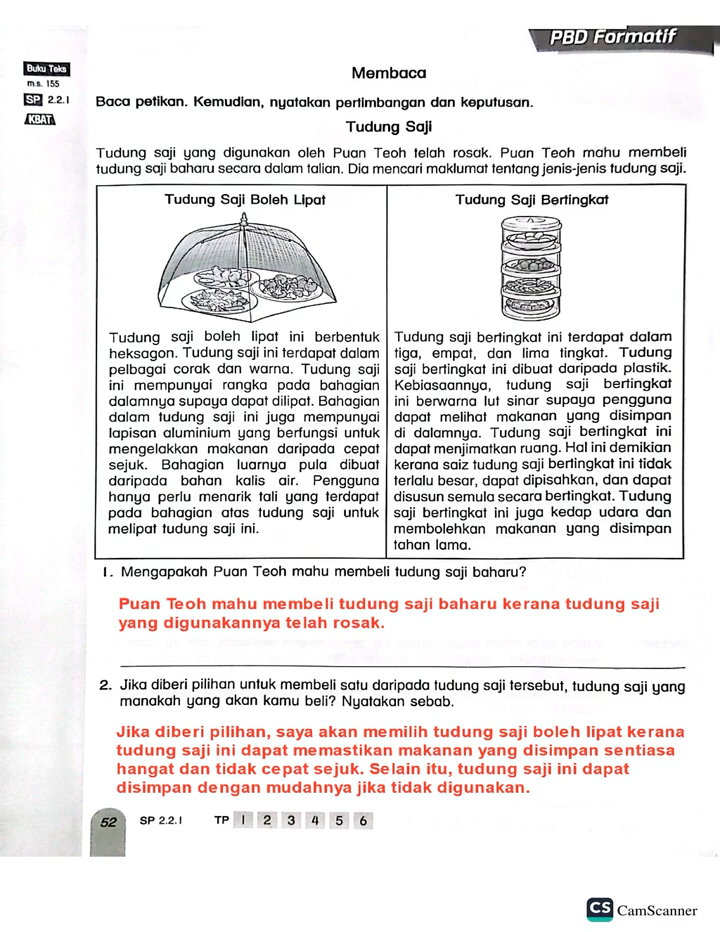 PBD Formatif
Buku Teks
m.s. 155
SP 2.2.1
KBAT
Membaca
Baca petikan. Kemudian, nyatakan pertimbangan dan keputusan.
Tudung Saji
Tudung saji yang digunakan oleh Puan Teoh telah rosak. Puan Teoh mahu membeli
tudung saji baharu secara dalam talian. Dia mencari maklumat tentang jenis-jenis tudung saji.
Tudung Saji Boleh Lipat
Tudung saji boleh lipat ini berbentuk
heksagon. Tudung saji ini terdapat dalam
pelbagai corak dan warna. Tudung saji
ini mempunyai rangka pada bahagian
dalamnya supaya dapat dilipat. Bahagian
dalam tudung saji ini juga mempunyai
lapisan aluminium yang berfungsi untuk
mengelakkan makanan daripada cepat
sejuk. Bahagian luarnya pula dibuat
daripada bahan kalis air. Pengguna
hanya perlu menarik tali yang terdapat
pada bahagian atas tudung saji untuk
melipat tudung saji ini.
Tudung Saji Bertingkat
Tudung saji bertingkat ini terdapat dalam
tiga, empat, dan lima tingkat. Tudung
saji bertingkat ini dibuat daripada plastik.
Kebiasaannya, tudung saji bertingkat
ini berwarna lut sinar supaya pengguna
dapat melihat makanan yang disimpan
di dalamnya. Tudung saji bertingkat ini
dapat menjimatkan ruang. Hal ini demikian
kerana saiz tudung saji bertingkat ini tidak
terlalu besar, dapat dipisahkan, dan dapat
disusun semula secara bertingkat. Tudung
saji bertingkat ini juga kedap udara dan
membolehkan makanan yang disimpan
tahan lama.
1. Mengapakah Puan Teoh mahu membeli tudung saji baharu?
Puan Teoh mahu membeli tudung saji baharu kerana tudung saji
yang digunakannya telah rosak.
2. Jika diberi pilihan untuk membeli satu daripada tudung saji tersebut, tudung saji yang
manakah yang akan kamu beli? Nyatakan sebab.
Jika diberi pilihan, saya akan memilih tudung saji boleh lipat kerana
tudung saji ini dapat memastikan makanan yang disimpan sentiasa
hangat dan tidak cepat sejuk. Selain itu, tudung saji ini dapat
disimpan dengan mudahnya jika tidak digunakan.
52 SP 2.2.1 TP 1 2 3 4 5 6
CS CamScanner